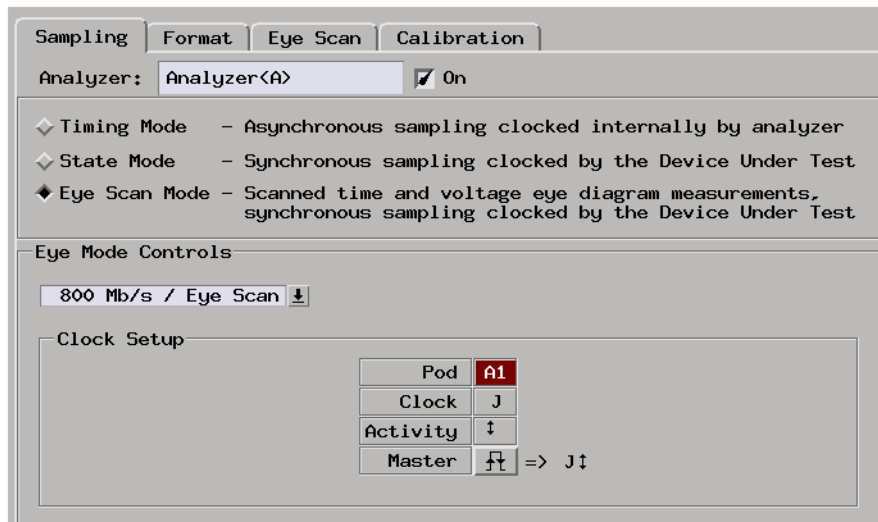 Sampling Format Eye Scan Calibration
Analyzer: Analyzer<A> On
Timing Mode - Asynchronous sampling clocked internally by analyzer
State Mode - Synchronous sampling clocked by the Device Under Test
Eye Scan Mode - Scanned time and voltage eye diagram measurements,
synchronous sampling clocked by the Device Under Test
Eye Mode Controls
800 Mb/s / Eye Scan
Clock Setup
Pod A1
Clock J
Activity ↕
Master => J↕